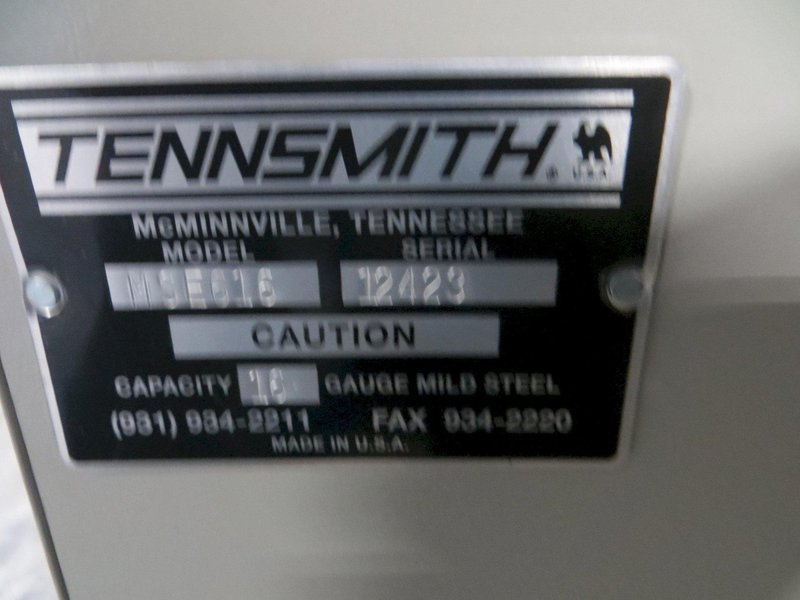 TENNSMITH® U.S.A.
McMINNVILLE, TENNESSEE
MODEL SERIAL
MSE616 12423
CAUTION
CAPACITY 16 GAUGE MILD STEEL
(931) 934-2211 FAX 934-2220
MADE IN U.S.A.